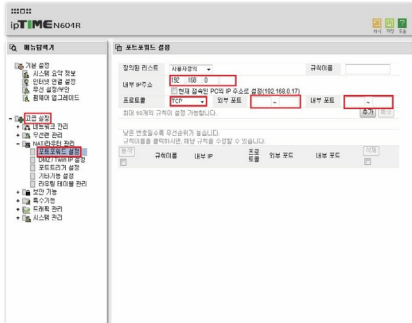 ipTIME N604R
메뉴탐색기
기본 설정
시스템 요약 정보
인터넷 연결 설정
무선 설정/보안
펌웨어 업그레이드
고급 설정
네트워크 관리
무선랜 관리
NAT/라우터 관리
포트포워드 설정
DMZ/Twin IP 설정
포트트리거 설정
기타기능 설정
라우팅 테이블 관리
보안 기능
특수기능
트래픽 관리
시스템 관리
저장 도움
포트포워드 설정
정의된 리스트 사용자정의 규칙이름
내부 IP주소 192 168 0
현재 접속된 PC의 IP 주소로 설정(192.168.0.17)
프로토콜 TCP 외부 포트 ~ 내부 포트 ~
최대 60개의 규칙이 설정 가능합니다. 추가
낮은 번호일수록 우선순위가 높습니다.
규칙이름을 클릭하시면, 해당 규칙을 수정할 수 있습니다.
규칙이름 내부 IP 프로토콜 외부 포트 내부 포트 삭제